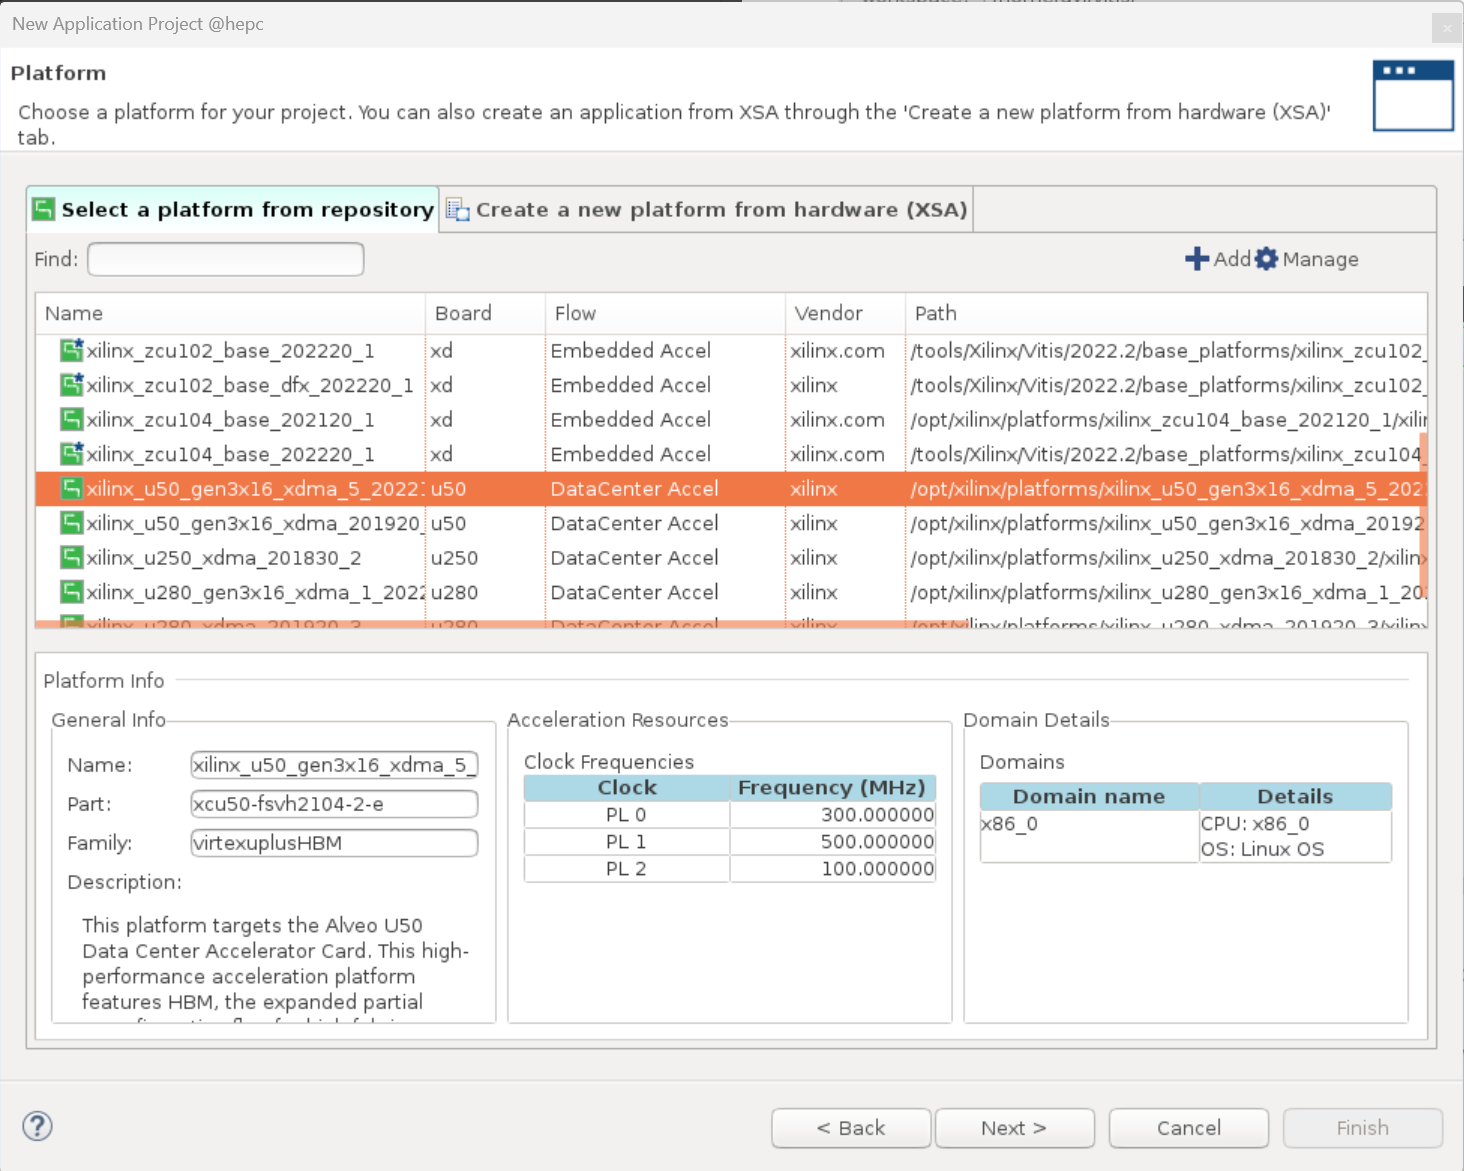 New Application Project @hepc
Platform
Choose a platform for your project. You can also create an application from XSA through the 'Create a new platform from hardware (XSA)'
tab.
Select a platform from repository Create a new platform from hardware (XSA)
Find: Add Manage
Name Board Flow Vendor Path
xilinx_zcu102_base_202220_1 xd Embedded Accel xilinx.com /tools/Xilinx/Vitis/2022.2/base_platforms/xilinx_zcu102_
xilinx_zcu102_base_dfx_202220_1 xd Embedded Accel xilinx /tools/Xilinx/Vitis/2022.2/base_platforms/xilinx_zcu102_
xilinx_zcu104_base_202120_1 xd Embedded Accel xilinx.com /opt/xilinx/platforms/xilinx_zcu104_base_202120_1/xilin
xilinx_zcu104_base_202220_1 xd Embedded Accel xilinx.com /tools/Xilinx/Vitis/2022.2/base_platforms/xilinx_zcu104_
xilinx_u50_gen3x16_xdma_5_20221 u50 DataCenter Accel xilinx /opt/xilinx/platforms/xilinx_u50_gen3x16_xdma_5_202
xilinx_u50_gen3x16_xdma_201920_ u50 DataCenter Accel xilinx /opt/xilinx/platforms/xilinx_u50_gen3x16_xdma_20192
xilinx_u250_xdma_201830_2 u250 DataCenter Accel xilinx /opt/xilinx/platforms/xilinx_u250_xdma_201830_2/xilinx
xilinx_u280_gen3x16_xdma_1_2022 u280 DataCenter Accel xilinx /opt/xilinx/platforms/xilinx_u280_gen3x16_xdma_1_20
xilinx_u280_xdma_201920_3 u280 DataCenter Accel xilinx /opt/xilinx/platforms/xilinx_u280_xdma_201920_3/xilinx
Platform Info
General Info
Name: xilinx_u50_gen3x16_xdma_5_
Part: xcu50-fsvh2104-2-e
Family: virtexuplusHBM
Description:
This platform targets the Alveo U50
Data Center Accelerator Card. This high-
performance acceleration platform
features HBM, the expanded partial
Acceleration Resources
Clock Frequencies
Clock Frequency (MHz)
PL 0 300.000000
PL 1 500.000000
PL 2 100.000000
Domain Details
Domains
Domain name Details
x86_0 CPU: x86_0
OS: Linux OS
< Back Next > Cancel Finish